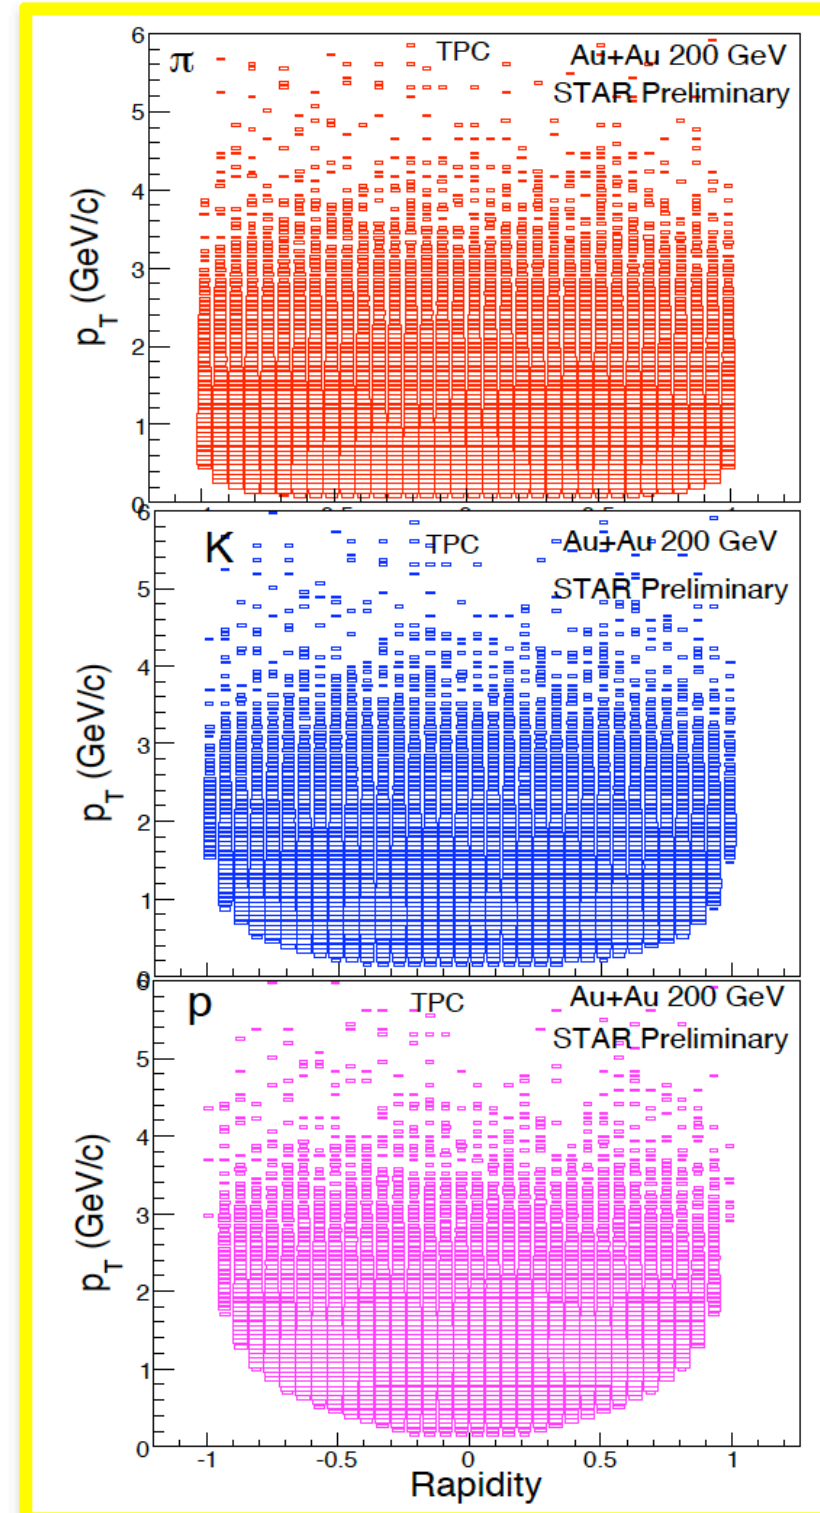 6
π
TPC
Au+Au 200 GeV
STAR Preliminary
5
4
3
2
1
0
p_T (GeV/c)
6
K
TPC
Au+Au 200 GeV
STAR Preliminary
5
4
3
2
1
p_T (GeV/c)
6
p
TPC
Au+Au 200 GeV
STAR Preliminary
5
4
3
2
1
0
p_T (GeV/c)
-1 -0.5 0 0.5 1
Rapidity